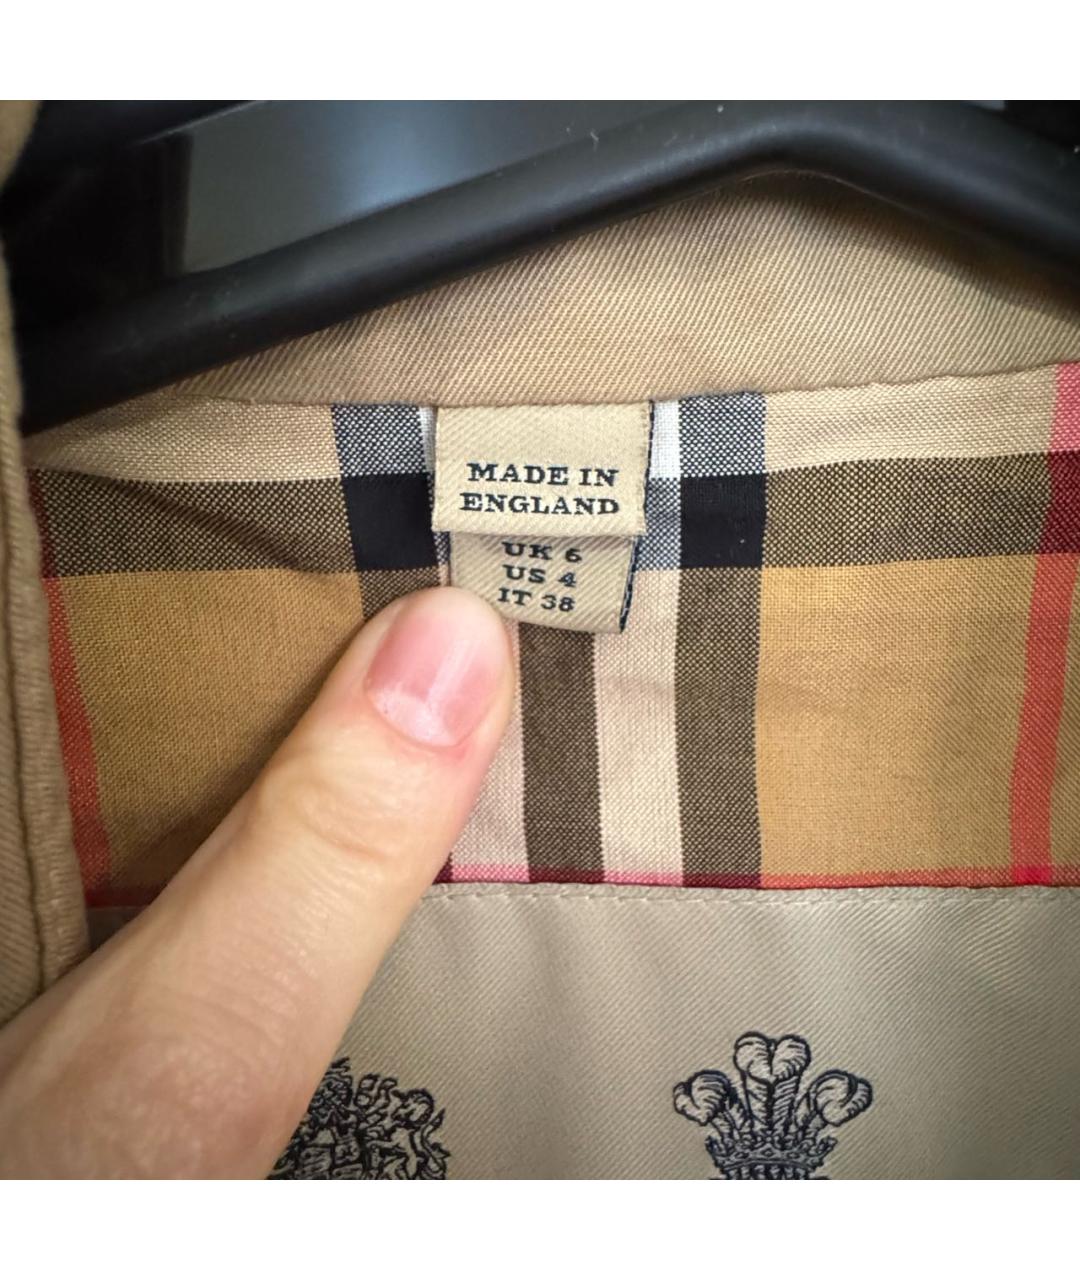 MADE IN
ENGLAND
UK 6
US 4
IT 38